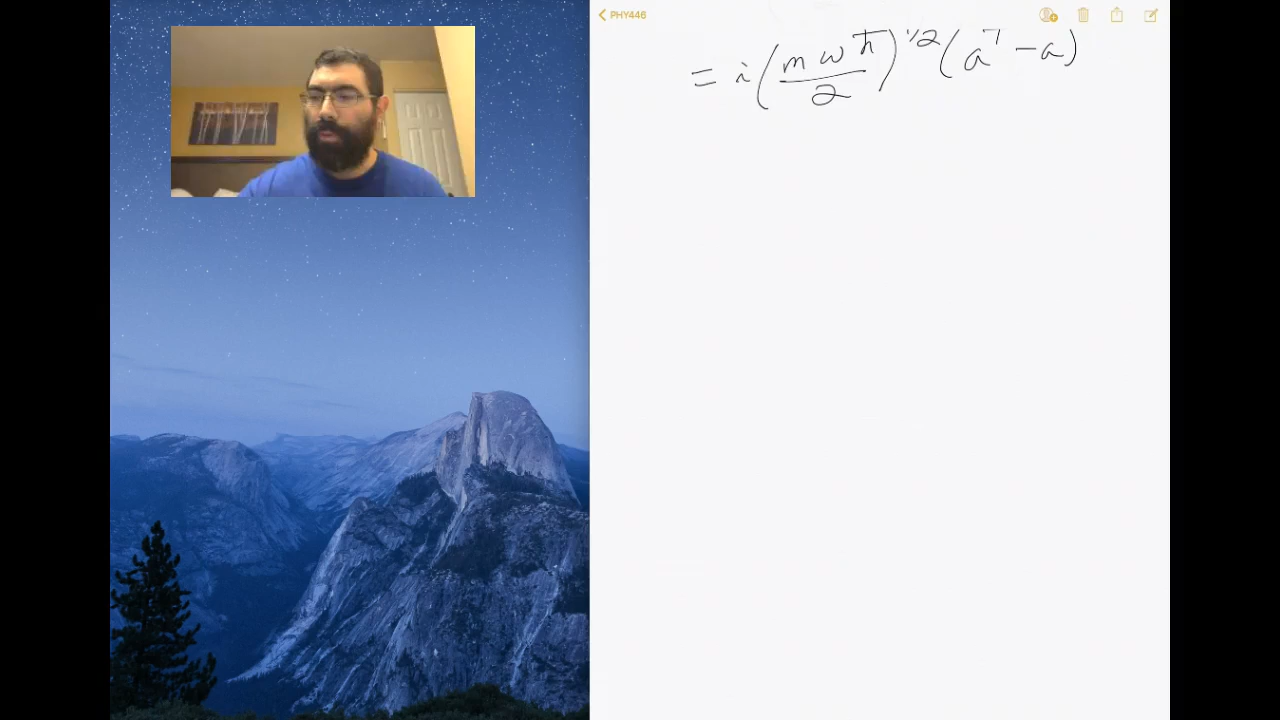 PHY446
= i(mωħ/2)^1/2 (a† - a)